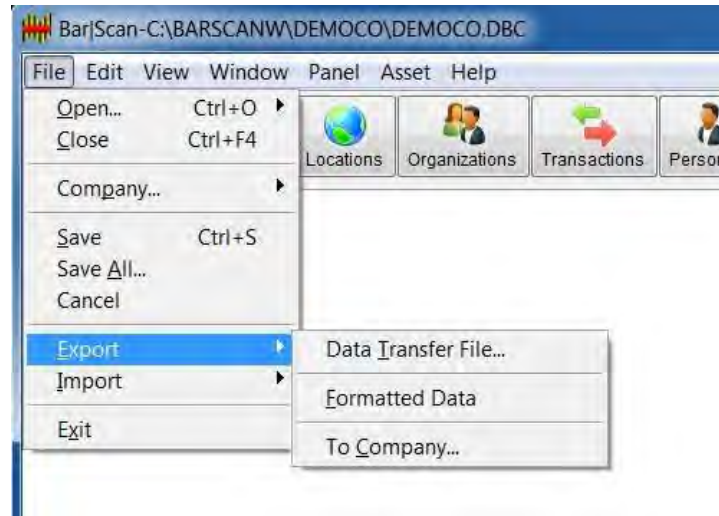 Bar|Scan-C:\BARSCANW\DEMOCO\DEMOCO.DBC
File Edit View Window Panel Asset Help
Open... Ctrl+O
Close Ctrl+F4
Locations Organizations Transactions
Company...
Save Ctrl+S
Save All...
Cancel
Export
Data Transfer File...
Import
Formatted Data
Exit
To Company...